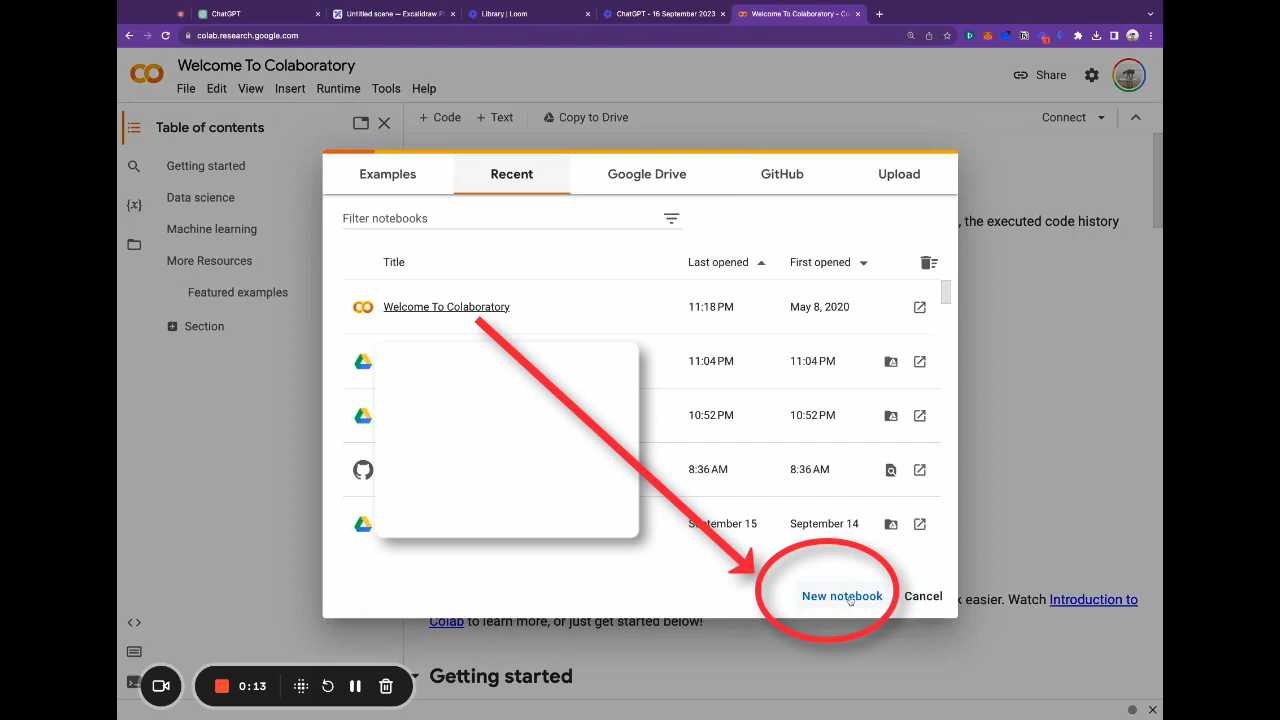 ChatGPT
Untitled scene — Excalidraw P
Library | Loom
ChatGPT - 16 September 2023
Welcome To Colaboratory - Co
colab.research.google.com
Welcome To Colaboratory
File Edit View Insert Runtime Tools Help
Share
Table of contents
+ Code + Text Copy to Drive
Connect
Getting started
Data science
Machine learning
More Resources
Featured examples
Section
Examples Recent Google Drive GitHub Upload
Filter notebooks
, the executed code history
Title Last opened First opened
Welcome To Colaboratory 11:18 PM May 8, 2020
11:04 PM 11:04 PM
10:52 PM 10:52 PM
8:36 AM 8:36 AM
September 15 September 14
New notebook Cancel
k easier. Watch Introduction to
Colab to learn more, or just get started below!
Getting started
0:13